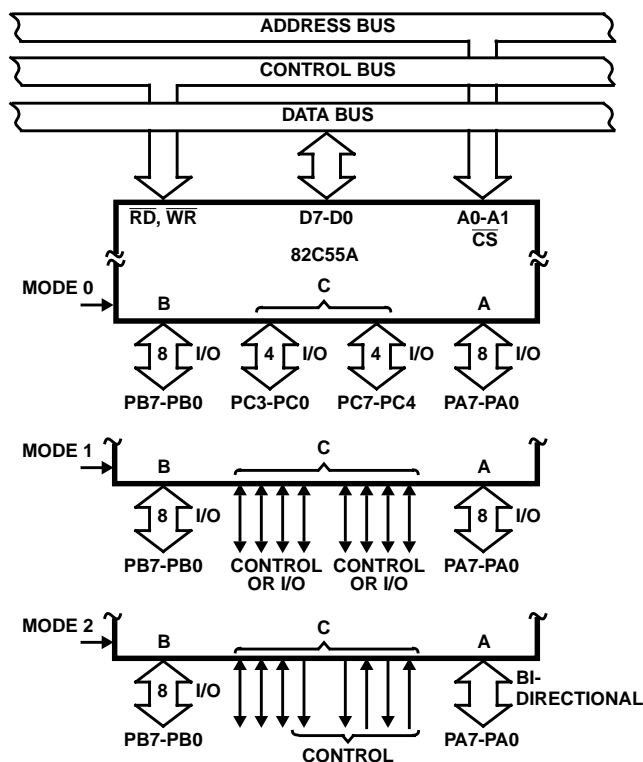 ADDRESS BUS
CONTROL BUS
DATA BUS
RD, WR D7-D0 A0-A1
CS
82C55A
MODE 0
B C A
8 I/O 4 I/O 4 I/O 8 I/O
PB7-PB0 PC3-PC0 PC7-PC4 PA7-PA0
MODE 1
B C A
8 I/O 8 I/O
PB7-PB0 CONTROL CONTROL PA7-PA0
OR I/O OR I/O
MODE 2
B C A
8 I/O BI-
DIRECTIONAL
PB7-PB0 PA7-PA0
CONTROL